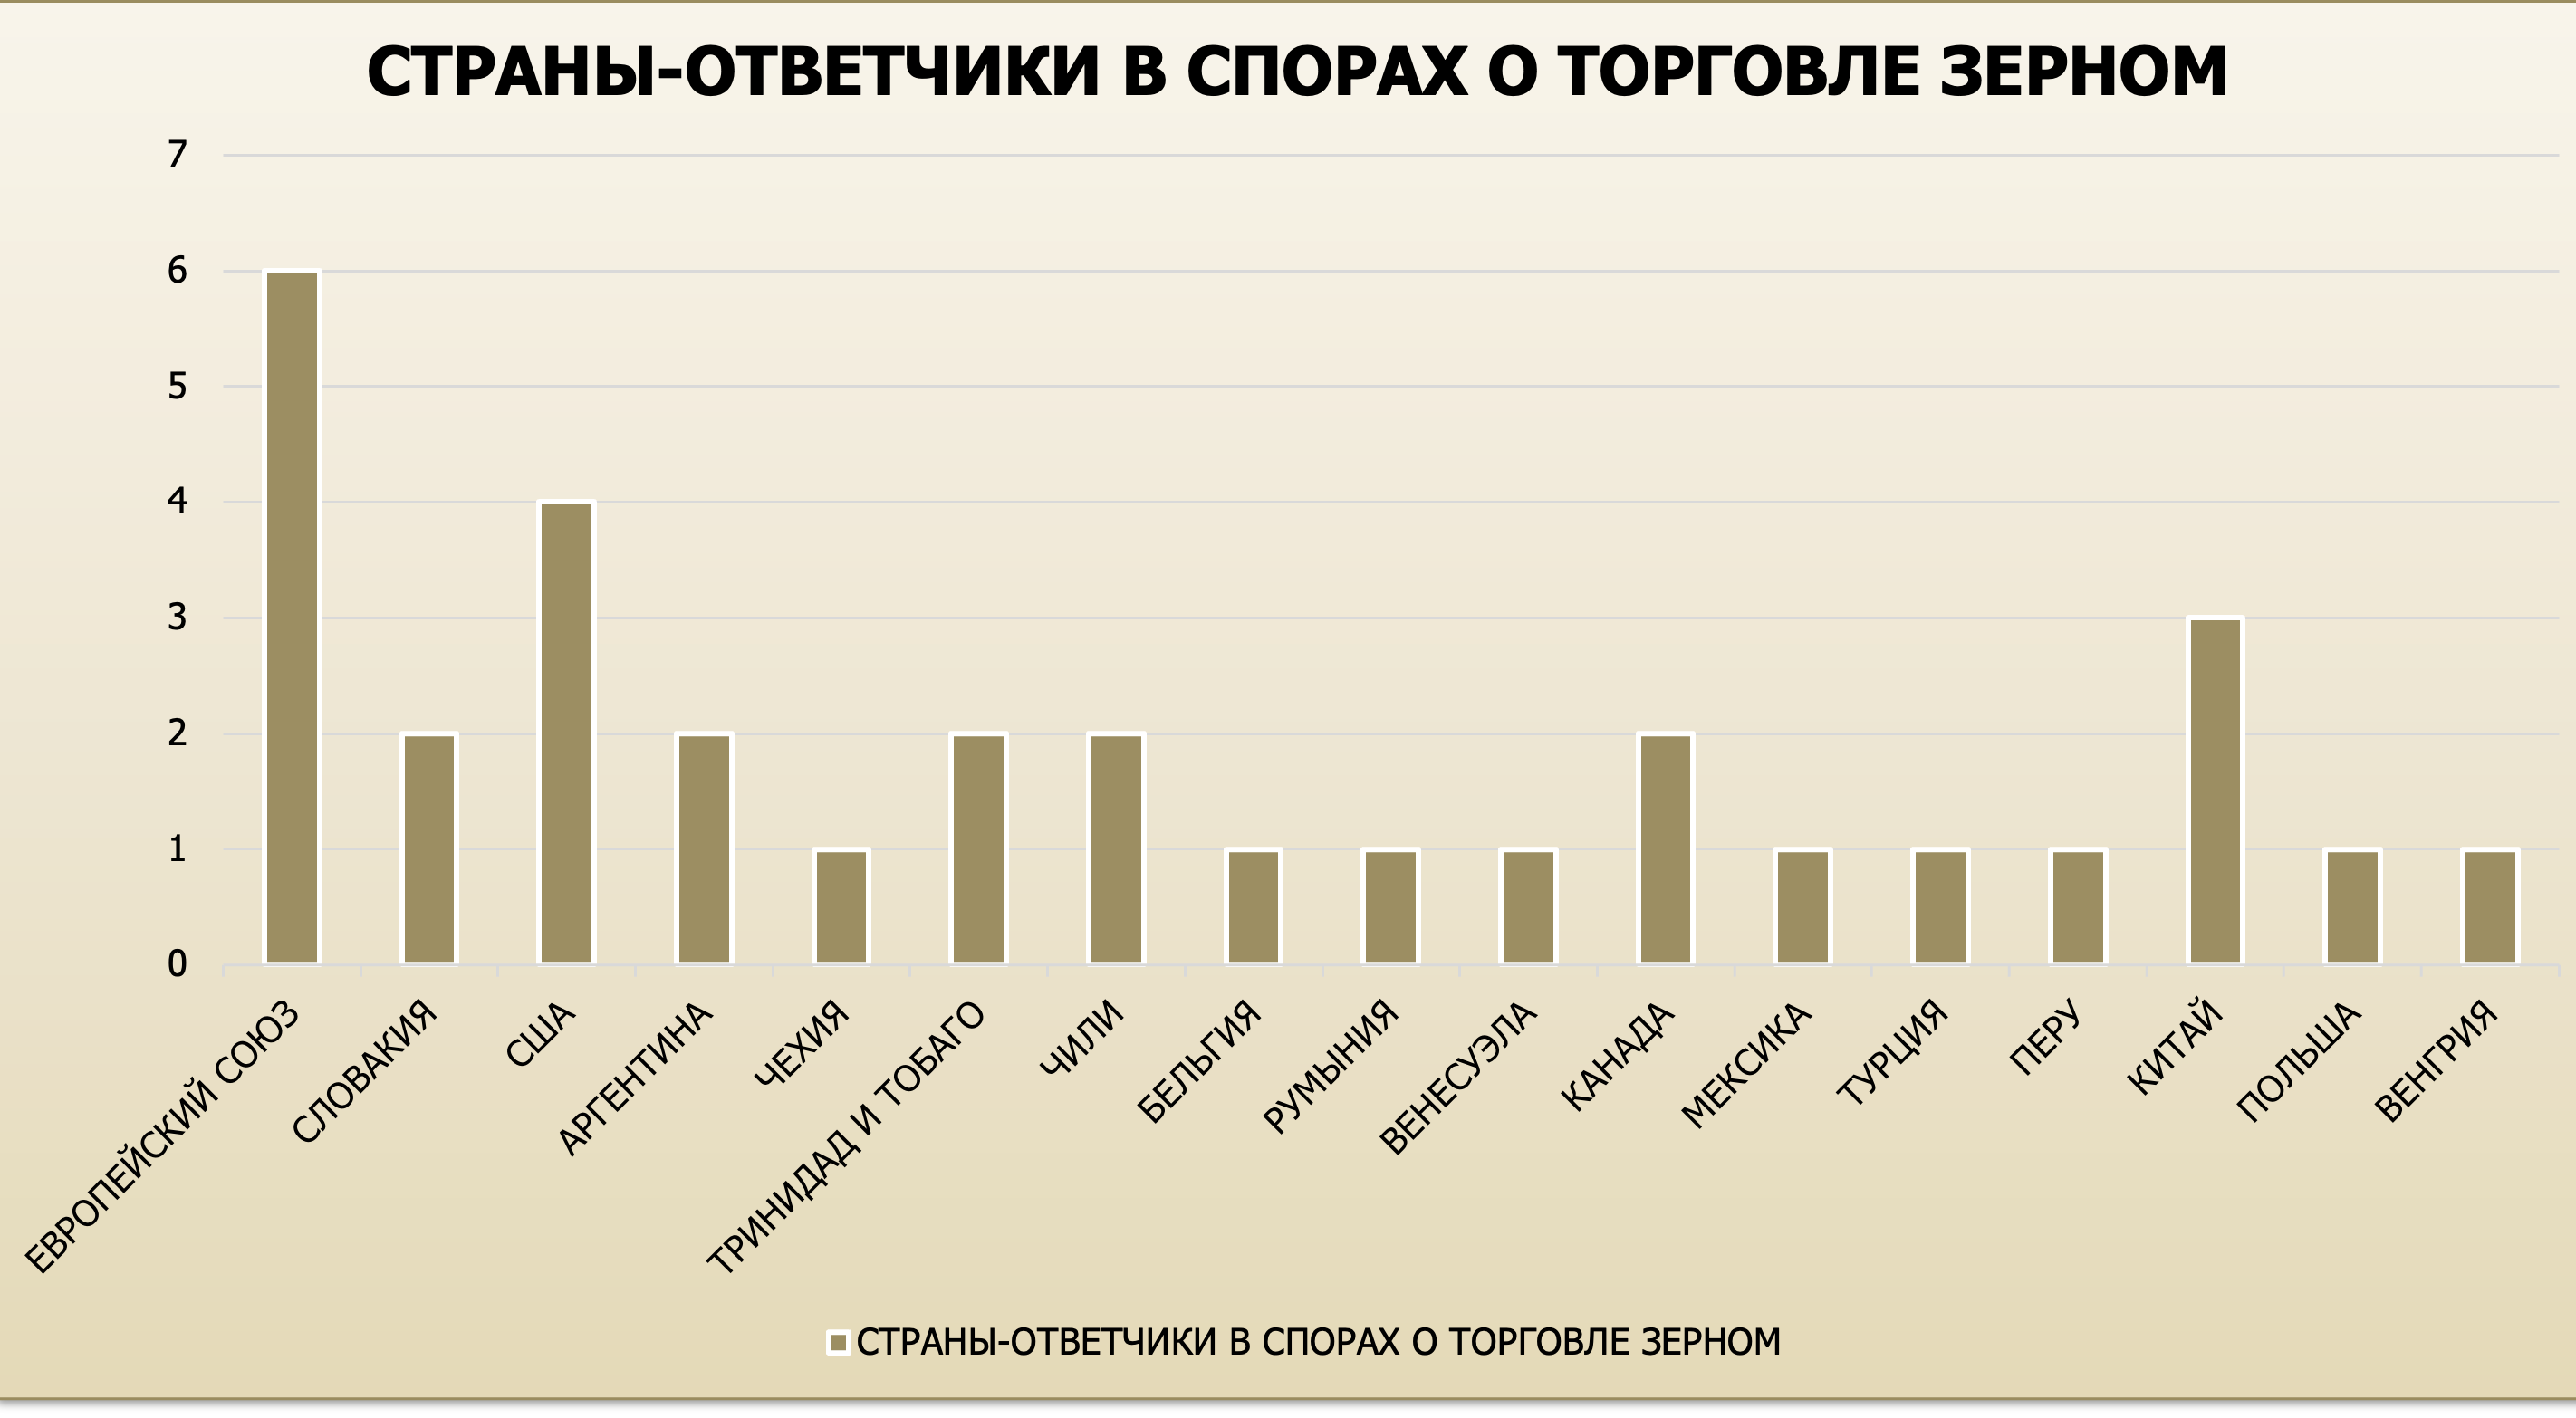 СТРАНЫ-ОТВЕТЧИКИ В СПОРАХ О ТОРГОВЛЕ ЗЕРНОМ
7
6
5
4
3
2
1
0
ЕВРОПЕЙСКИЙ СОЮЗ
СЛОВАКИЯ
США
АРГЕНТИНА
ЧЕХИЯ
ТРИНИДАД И ТОБАГО
ЧИЛИ
БЕЛЬГИЯ
РУМЫНИЯ
ВЕНЕСУЭЛА
КАНАДА
МЕКСИКА
ТУРЦИЯ
ПЕРУ
КИТАЙ
ПОЛЬША
ВЕНГРИЯ
СТРАНЫ-ОТВЕТЧИКИ В СПОРАХ О ТОРГОВЛЕ ЗЕРНОМ